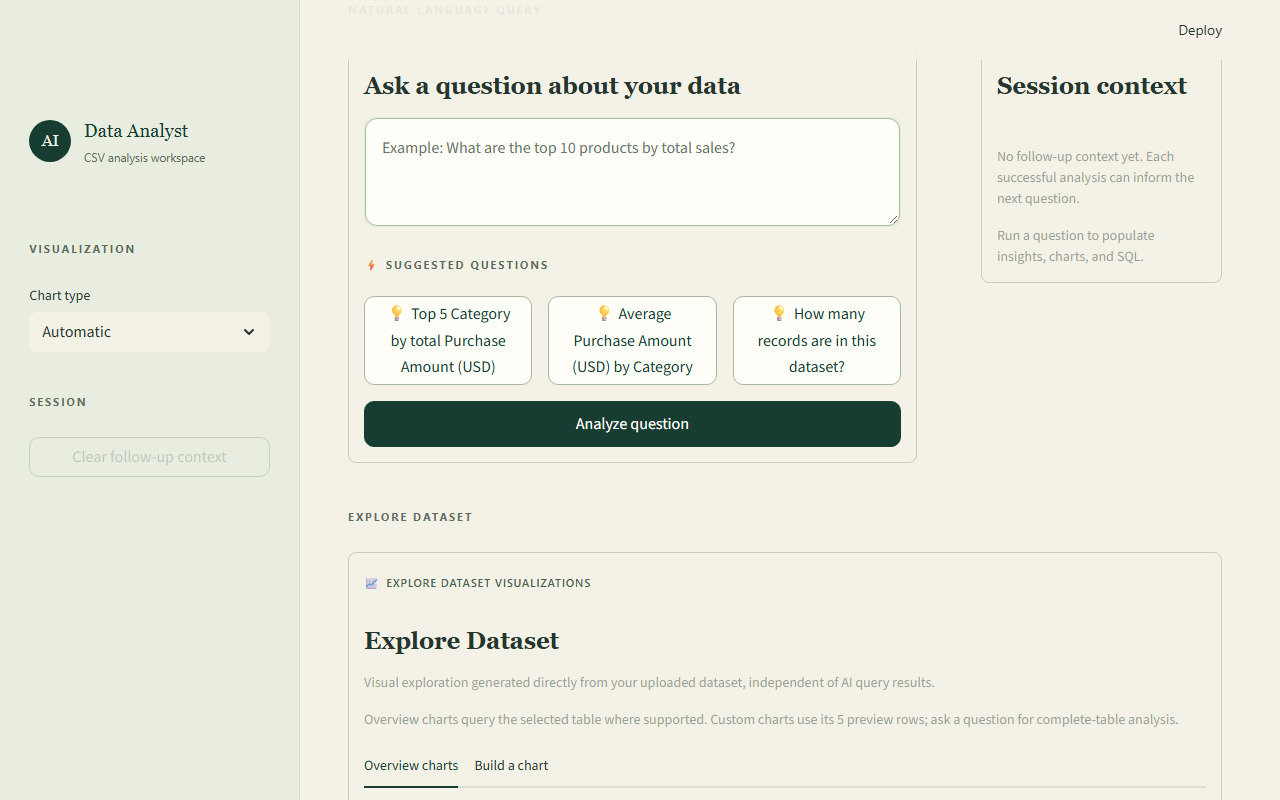 AI
Data Analyst
CSV analysis workspace
VISUALIZATION
Chart type
Automatic
SESSION
Clear follow-up context
NATURAL LANGUAGE QUERY
Deploy
Ask a question about your data
Example: What are the top 10 products by total sales?
SUGGESTED QUESTIONS
Top 5 Category
by total Purchase
Amount (USD)
Average
Purchase Amount
(USD) by Category
How many
records are in this
dataset?
Analyze question
Session context
No follow-up context yet. Each
successful analysis can inform the
next question.
Run a question to populate
insights, charts, and SQL.
EXPLORE DATASET
EXPLORE DATASET VISUALIZATIONS
Explore Dataset
Visual exploration generated directly from your uploaded dataset, independent of AI query results.
Overview charts query the selected table where supported. Custom charts use its 5 preview rows; ask a question for complete-table analysis.
Overview charts
Build a chart